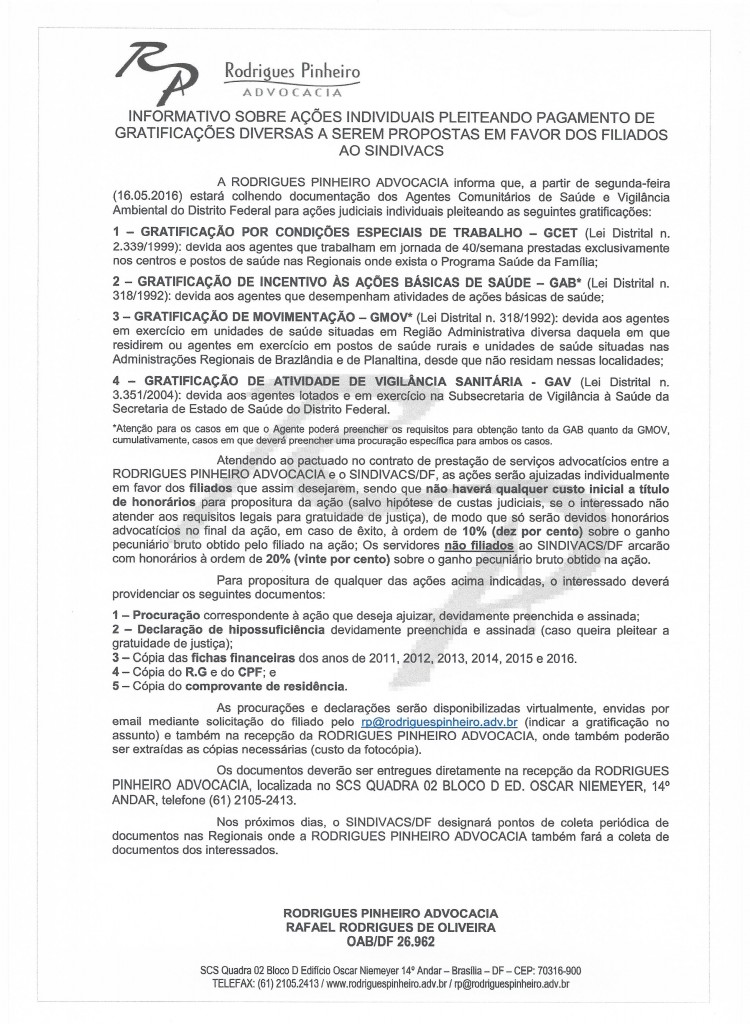 RP
Rodrigues Pinheiro
ADVOCACIA
INFORMATIVO SOBRE AÇÕES INDIVIDUAIS PLEITEANDO PAGAMENTO DE
GRATIFICAÇÕES DIVERSAS A SEREM PROPOSTAS EM FAVOR DOS FILIADOS
AO SINDIVACS
A RODRIGUES PINHEIRO ADVOCACIA informa que, a partir de segunda-feira
(16.05.2016) estará colhendo documentação dos Agentes Comunitários de Saúde e Vigilância
Ambiental do Distrito Federal para ações judiciais individuais pleiteando as seguintes gratificações:
1 – GRATIFICAÇÃO POR CONDIÇÕES ESPECIAIS DE TRABALHO – GCET (Lei Distrital n.
2.339/1999): devida aos agentes que trabalham em jornada de 40/semana prestadas exclusivamente
nos centros e postos de saúde nas Regionais onde exista o Programa Saúde da Família;
2 – GRATIFICAÇÃO DE INCENTIVO ÀS AÇÕES BÁSICAS DE SAÚDE – GAB* (Lei Distrital n.
318/1992): devida aos agentes que desempenham atividades de ações básicas de saúde;
3 – GRATIFICAÇÃO DE MOVIMENTAÇÃO – GMOV* (Lei Distrital n. 318/1992): devida aos agentes
em exercício em unidades de saúde situadas em Região Administrativa diversa daquela em que
residirem ou agentes em exercício em postos de saúde rurais e unidades de saúde situadas nas
Administrações Regionais de Brazlândia e de Planaltina, desde que não residam nessas localidades;
4 – GRATIFICAÇÃO DE ATIVIDADE DE VIGILÂNCIA SANITÁRIA - GAV (Lei Distrital n.
3.351/2004): devida aos agentes lotados e em exercício na Subsecretaria de Vigilância à Saúde da
Secretaria de Estado de Saúde do Distrito Federal.
*Atenção para os casos em que o Agente poderá preencher os requisitos para obtenção tanto da GAB quanto da GMOV,
cumulativamente, casos em que deverá preencher uma procuração específica para ambos os casos.
Atendendo ao pactuado no contrato de prestação de serviços advocatícios entre a
RODRIGUES PINHEIRO ADVOCACIA e o SINDIVACS/DF, as ações serão ajuizadas individualmente
em favor dos filiados que assim desejarem, sendo que não haverá qualquer custo inicial a título
de honorários para propositura da ação (salvo hipótese de custas judiciais, se o interessado não
atender aos requisitos legais para gratuidade de justiça), de modo que só serão devidos honorários
advocatícios no final da ação, em caso de êxito, à ordem de 10% (dez por cento) sobre o ganho
pecuniário bruto obtido pelo filiado na ação; Os servidores não filiados ao SINDIVACS/DF arcarão
com honorários à ordem de 20% (vinte por cento) sobre o ganho pecuniário bruto obtido na ação.
Para propositura de qualquer das ações acima indicadas, o interessado deverá
providenciar os seguintes documentos:
1 – Procuração correspondente à ação que deseja ajuizar, devidamente preenchida e assinada;
2 – Declaração de hipossuficiência devidamente preenchida e assinada (caso queira pleitear a
gratuidade de justiça);
3 – Cópia das fichas financeiras dos anos de 2011, 2012, 2013, 2014, 2015 e 2016.
4 – Cópia do R.G e do CPF; e
5 – Cópia do comprovante de residência.
As procurações e declarações serão disponibilizadas virtualmente, envidas por
email mediante solicitação do filiado pelo rp@rodriguespinheiro.adv.br (indicar a gratificação no
assunto) e também na recepção da RODRIGUES PINHEIRO ADVOCACIA, onde também poderão
ser extraídas as cópias necessárias (custo da fotocópia).
Os documentos deverão ser entregues diretamente na recepção da RODRIGUES
PINHEIRO ADVOCACIA, localizada no SCS QUADRA 02 BLOCO D ED. OSCAR NIEMEYER, 14º
ANDAR, telefone (61) 2105-2413.
Nos próximos dias, o SINDIVACS/DF designará pontos de coleta periódica de
documentos nas Regionais onde a RODRIGUES PINHEIRO ADVOCACIA também fará a coleta de
documentos dos interessados.
RODRIGUES PINHEIRO ADVOCACIA
RAFAEL RODRIGUES DE OLIVEIRA
OAB/DF 26.962
SCS Quadra 02 Bloco D Edifício Oscar Niemeyer 14º Andar – Brasília – DF – CEP: 70316-900
TELEFAX: (61) 2105.2413 / www.rodriguespinheiro.adv.br / rp@rodriguespinheiro.adv.br